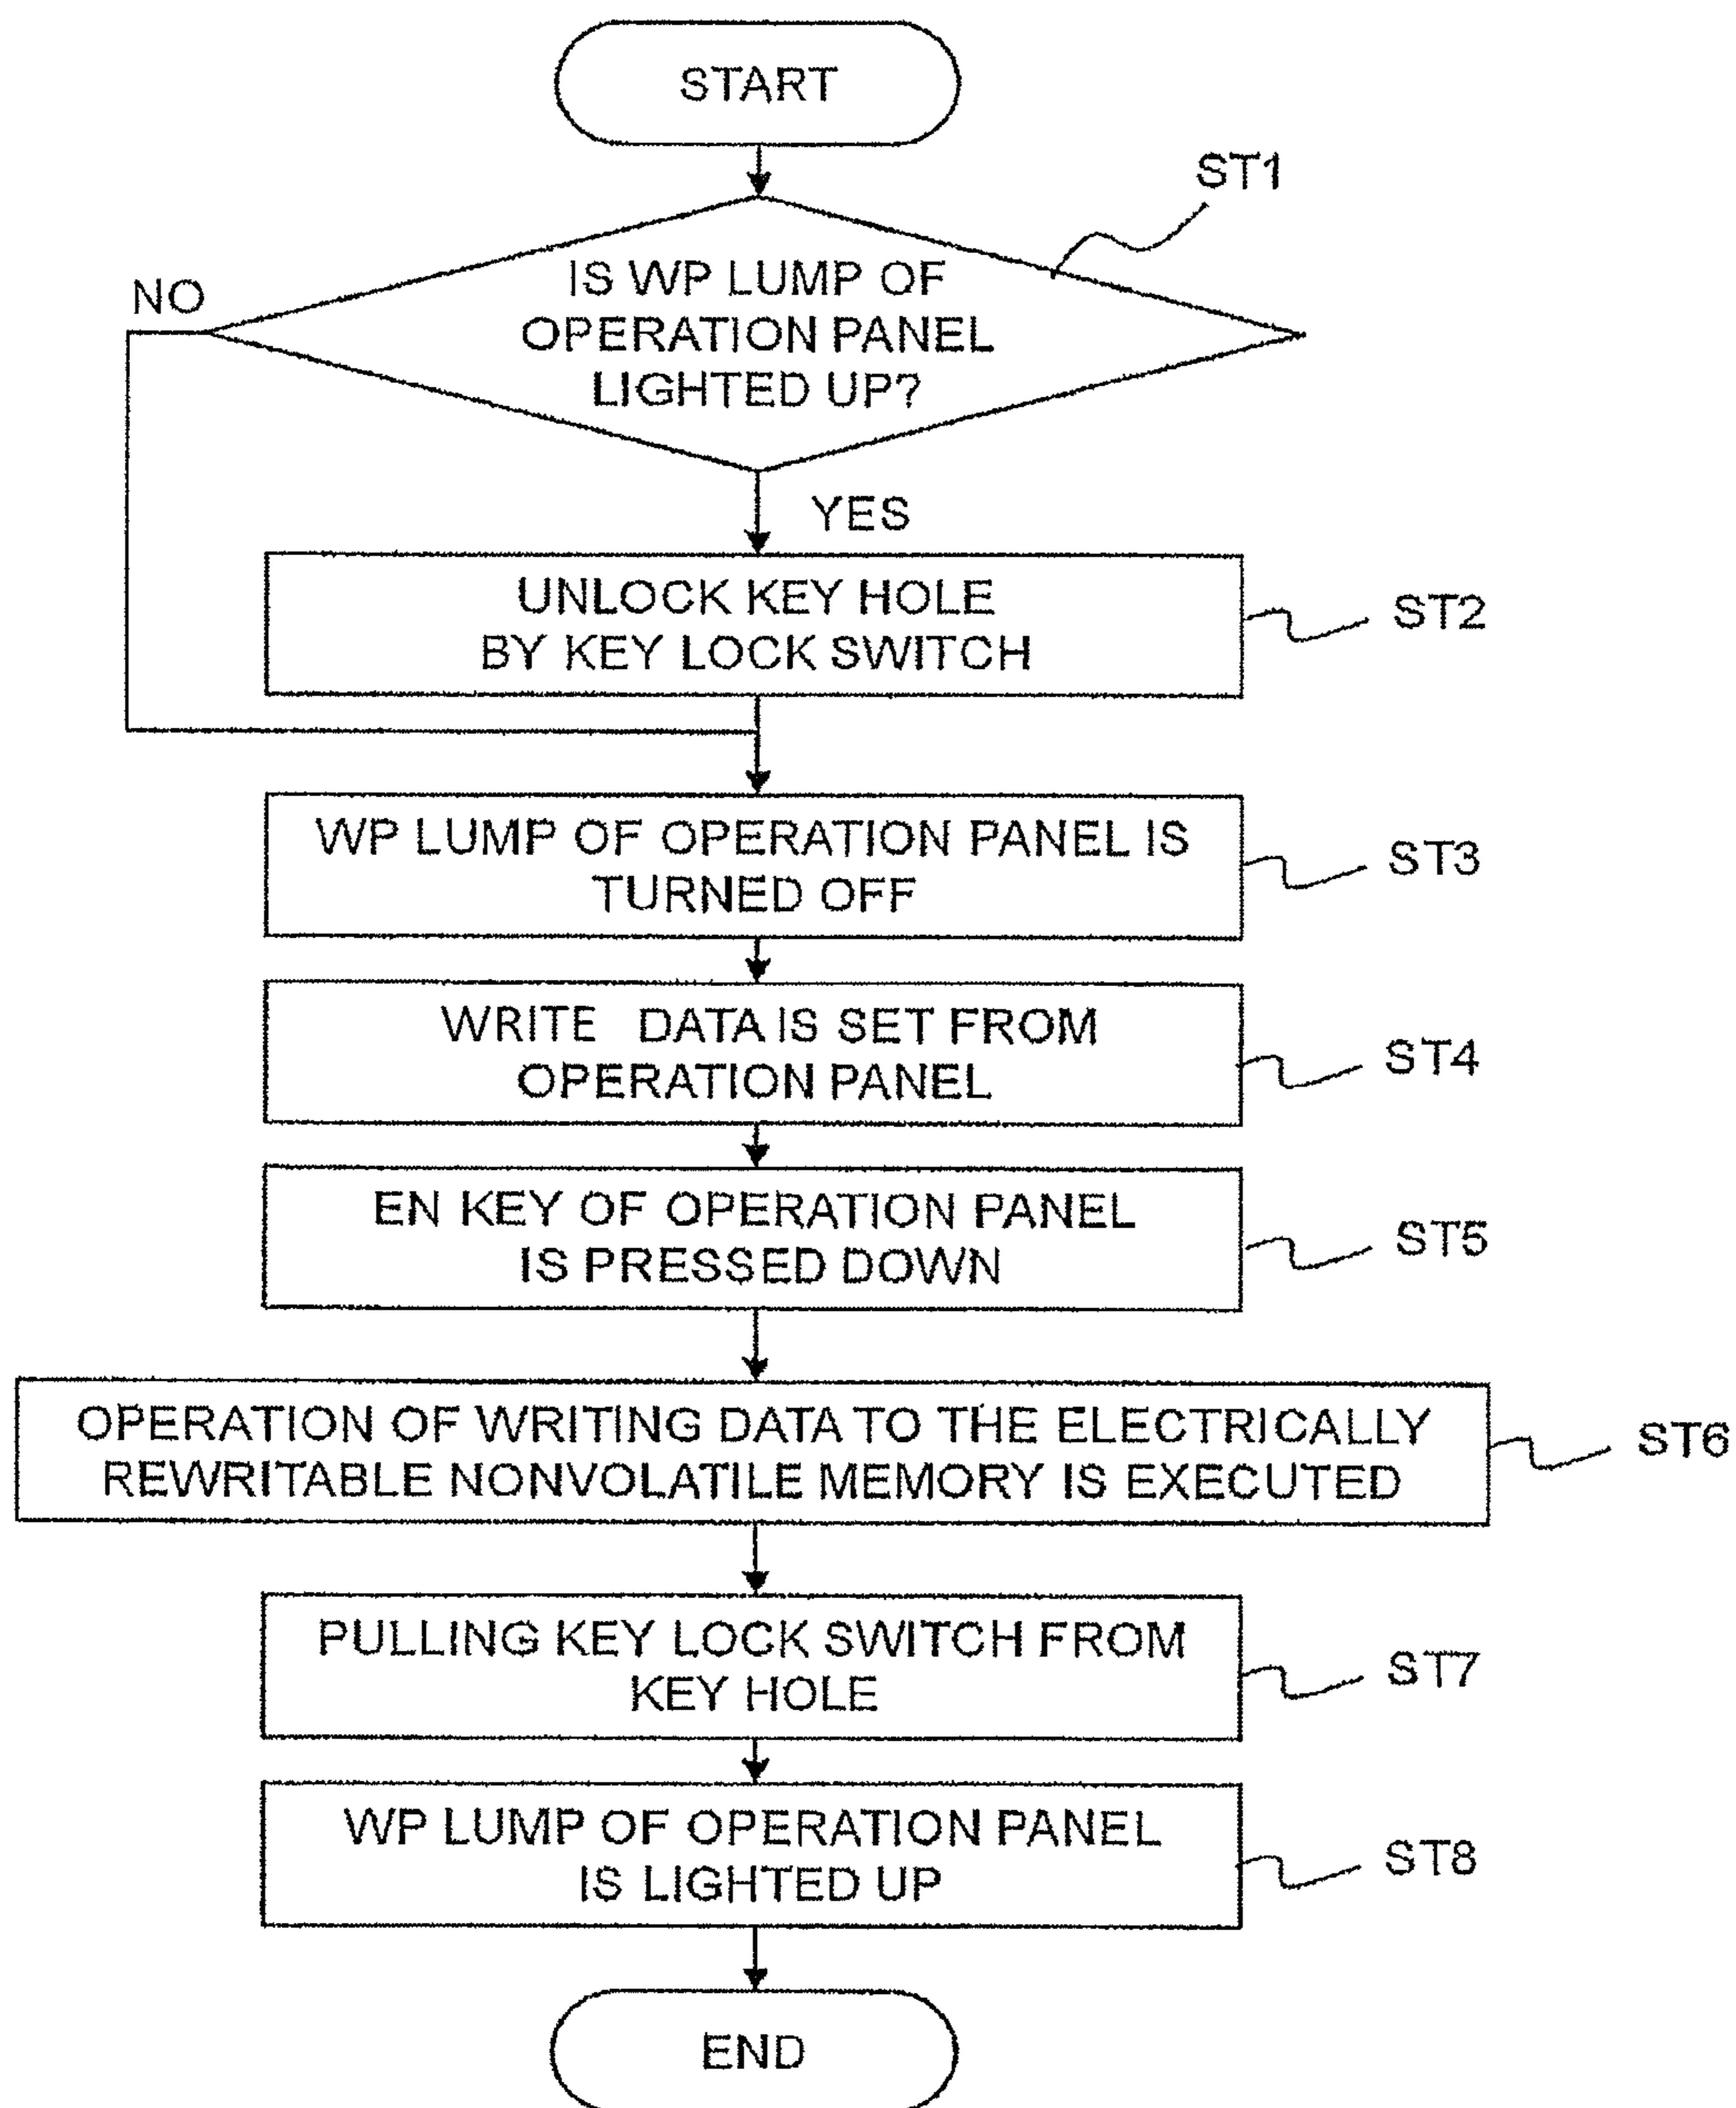 START
ST1
IS WP LUMP OF
OPERATION PANEL
LIGHTED UP?
NO
YES
UNLOCK KEY HOLE
BY KEY LOCK SWITCH
ST2
WP LUMP OF OPERATION PANEL IS
TURNED OFF
ST3
WRITE DATA IS SET FROM
OPERATION PANEL
ST4
EN KEY OF OPERATION PANEL
IS PRESSED DOWN
ST5
OPERATION OF WRITING DATA TO THE ELECTRICALLY
REWRITABLE NONVOLATILE MEMORY IS EXECUTED
ST6
PULLING KEY LOCK SWITCH FROM
KEY HOLE
ST7
WP LUMP OF OPERATION PANEL
IS LIGHTED UP
ST8
END